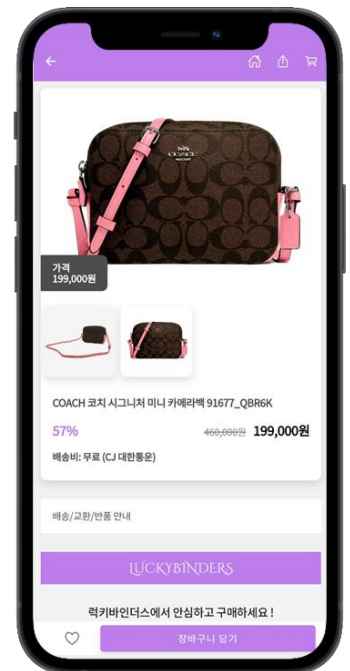 COACH
가격
199,000원
COACH 코치 시그니처 미니 카메라백 91677_QBR6K
57% 460,000원 199,000원
배송비: 무료 (CJ 대한통운)
배송/교환/반품 안내
LUCKYBINDERS
럭키바인더스에서 안심하고 구매하세요 !
장바구니 담기